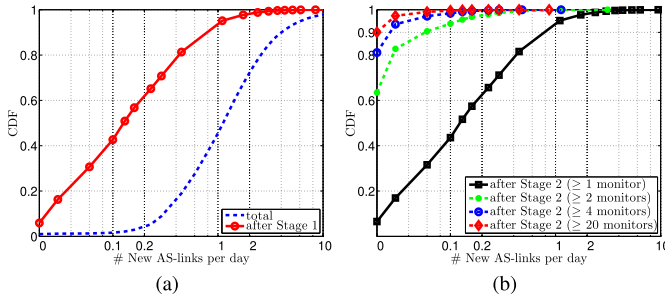 1
0.8
0.6
0.4
0.2
0
CDF
0
0.1
0.2
1
2
10
# New AS-links per day
total
after Stage 1
(a)
1
0.8
0.6
0.4
0.2
0
CDF
0
0.1
0.2
1
2
10
# New AS-links per day
after Stage 2 (≥ 1 monitor)
after Stage 2 (≥ 2 monitors)
after Stage 2 (≥ 4 monitors)
after Stage 2 (≥ 20 monitors)
(b)